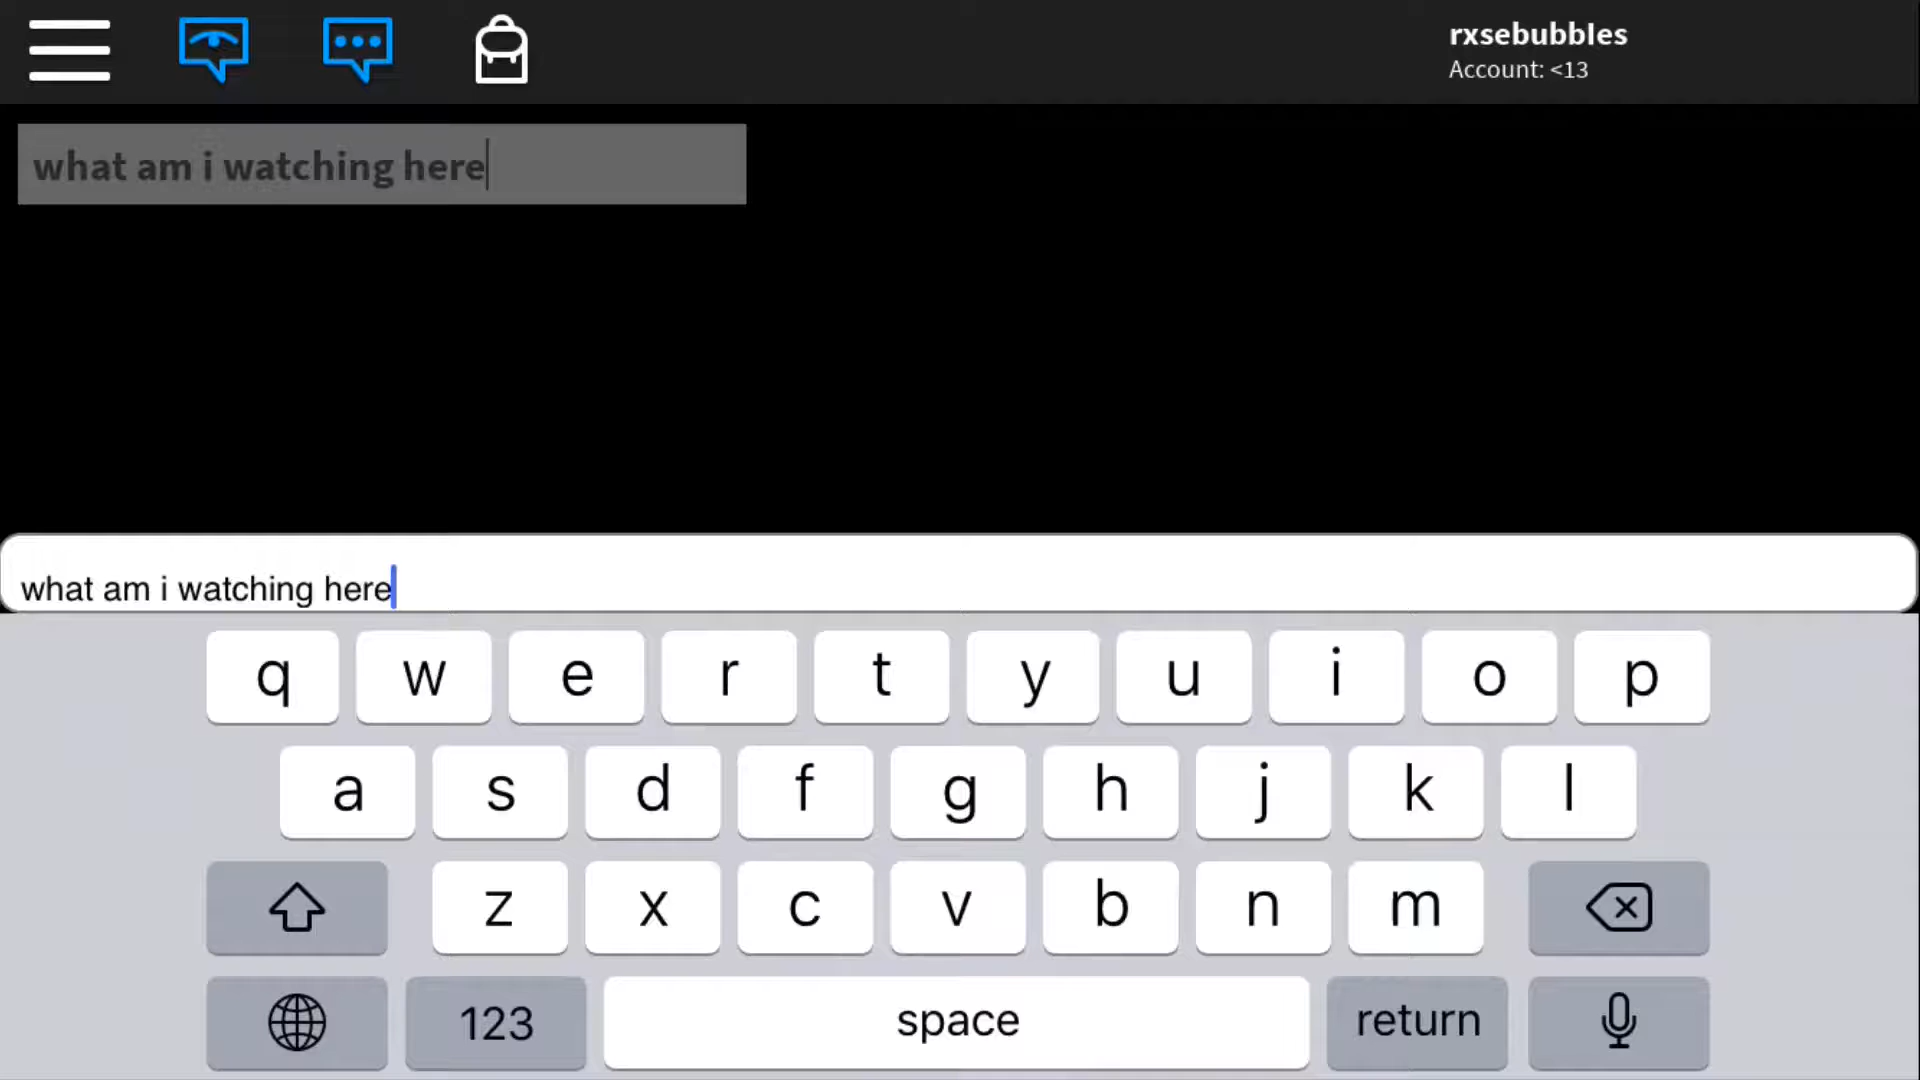 rxsebubbles
Account: <13
what am i watching here
what am i watching here
q w e r t y u i o p
a s d f g h j k l
z x c v b n m
123 space return